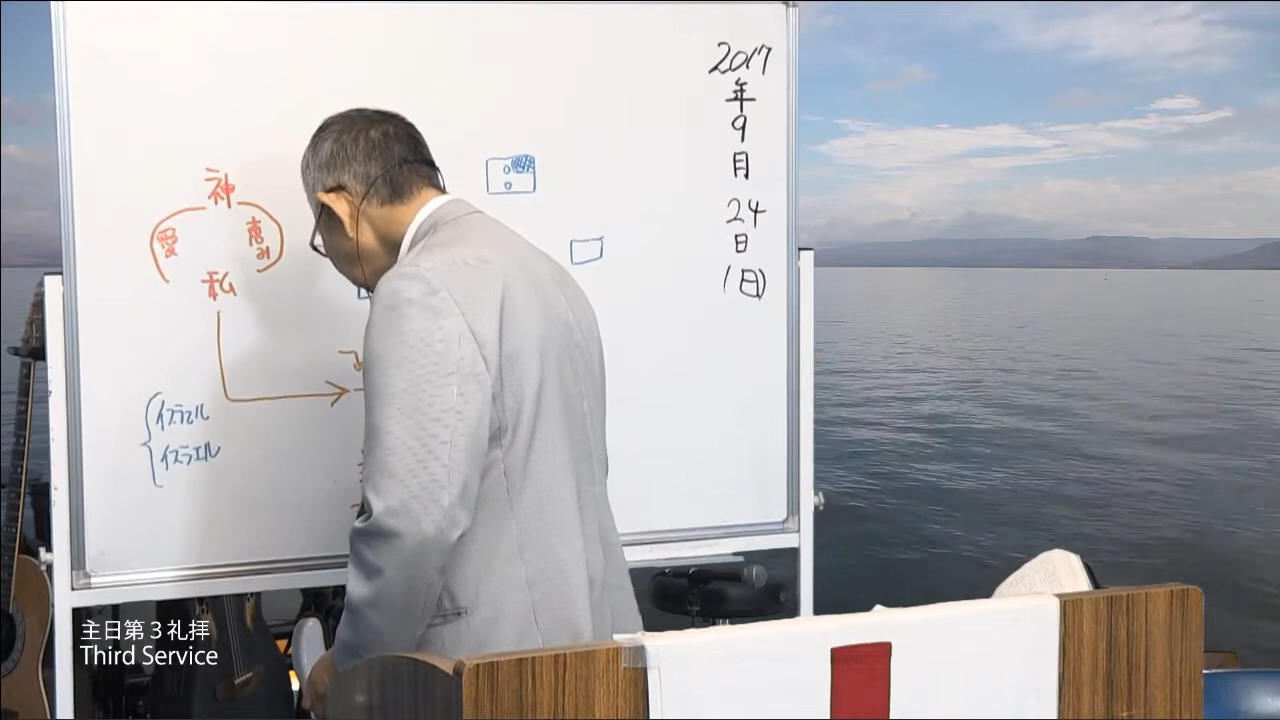 2017
年
9
月
24
日
(日)
神
愛
恵み
私
イスラエル
イスラエル
主日第3礼拝
Third Service